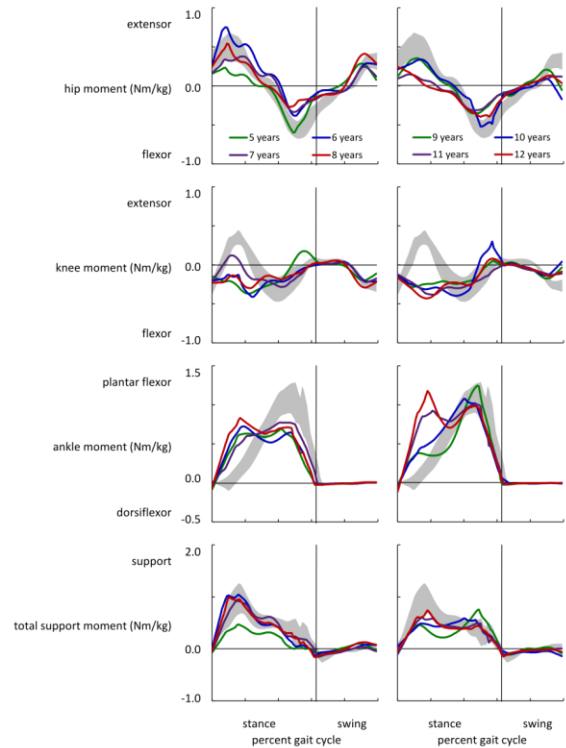 extensor
1.0
hip moment (Nm/kg)
0.0
5 years
6 years
9 years
10 years
7 years
8 years
11 years
12 years
flexor
-1.0
extensor
1.0
knee moment (Nm/kg)
0.0
flexor
-1.0
plantar flexor
1.5
ankle moment (Nm/kg)
0.0
dorsiflexor
-0.5
2.0
support
total support moment (Nm/kg)
0.0
-1.0
stance
swing
stance
swing
percent gait cycle
percent gait cycle